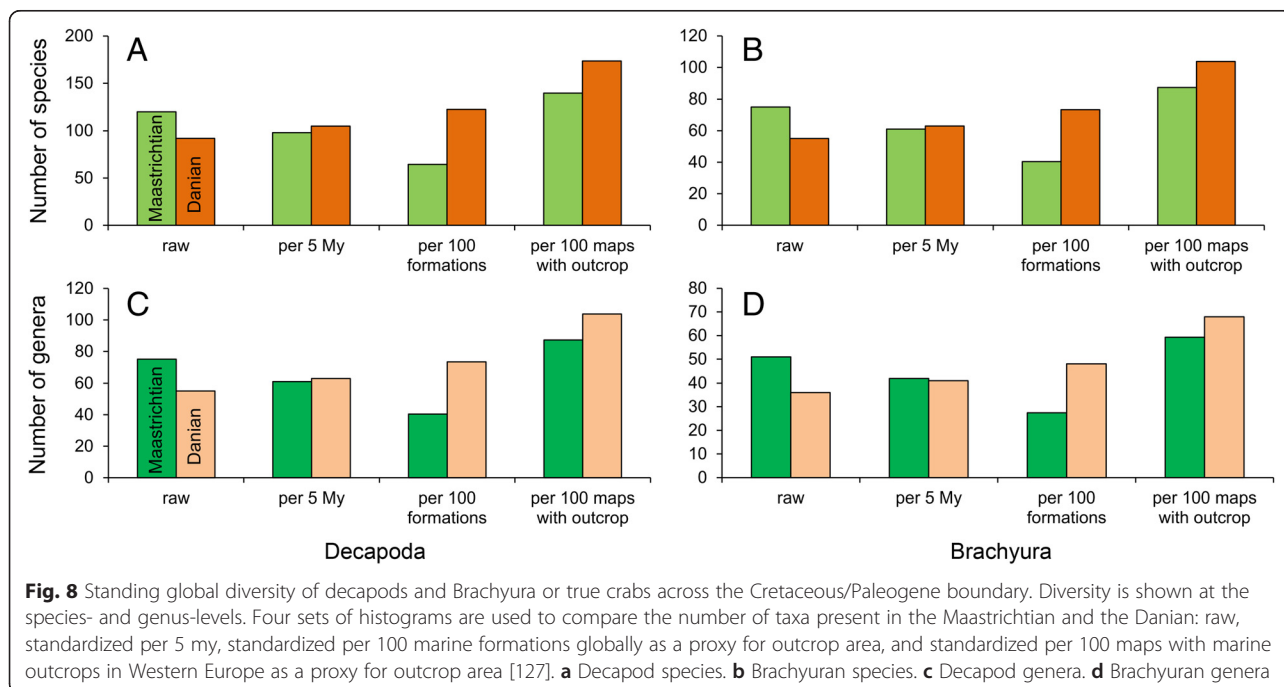 A
Number of species
200
150
100
50
0
Maastrichtian
Danian
raw
per 5 My
per 100
formations
per 100 maps
with outcrop
B
120
100
80
60
40
20
0
raw
per 5 My
per 100
formations
per 100 maps
with outcrop
C
Number of genera
120
100
80
60
40
20
0
Maastrichtian
Danian
raw
per 5 My
per 100
formations
per 100 maps
with outcrop
Decapoda
D
80
70
60
50
40
30
20
10
0
raw
per 5 My
per 100
formations
per 100 maps
with outcrop
Brachyura
Fig. 8 Standing global diversity of decapods and Brachyura or true crabs across the Cretaceous/Paleogene boundary. Diversity is shown at the
species- and genus-levels. Four sets of histograms are used to compare the number of taxa present in the Maastrichtian and the Danian: raw,
standardized per 5 my, standardized per 100 marine formations globally as a proxy for outcrop area, and standardized per 100 maps with marine
outcrops in Western Europe as a proxy for outcrop area [127]. a Decapod species. b Brachyuran species. c Decapod genera. d Brachyuran genera